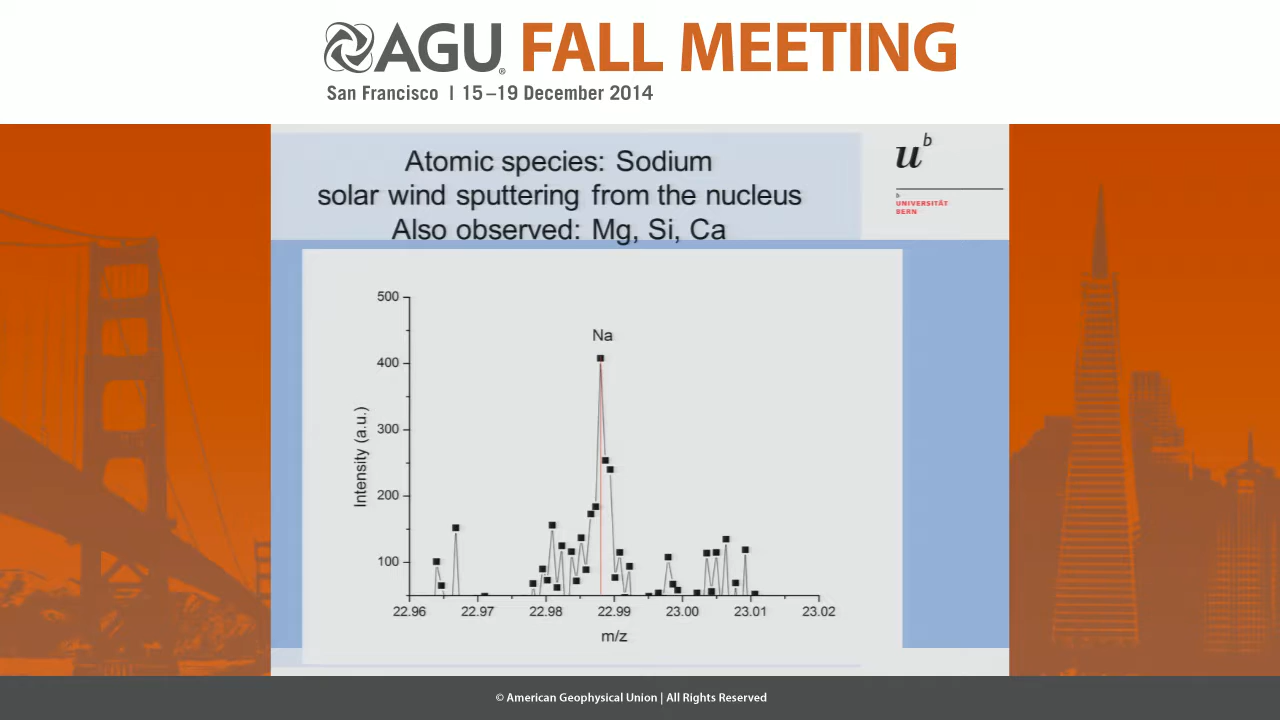 AGU® FALL MEETING
San Francisco | 15–19 December 2014
Atomic species: Sodium
solar wind sputtering from the nucleus
Also observed: Mg, Si, Ca
u^b
UNIVERSITÄT
BERN
Na
500
400
300
200
100
Intensity (a.u.)
22.96 22.97 22.98 22.99 23.00 23.01 23.02
m/z
© American Geophysical Union | All Rights Reserved